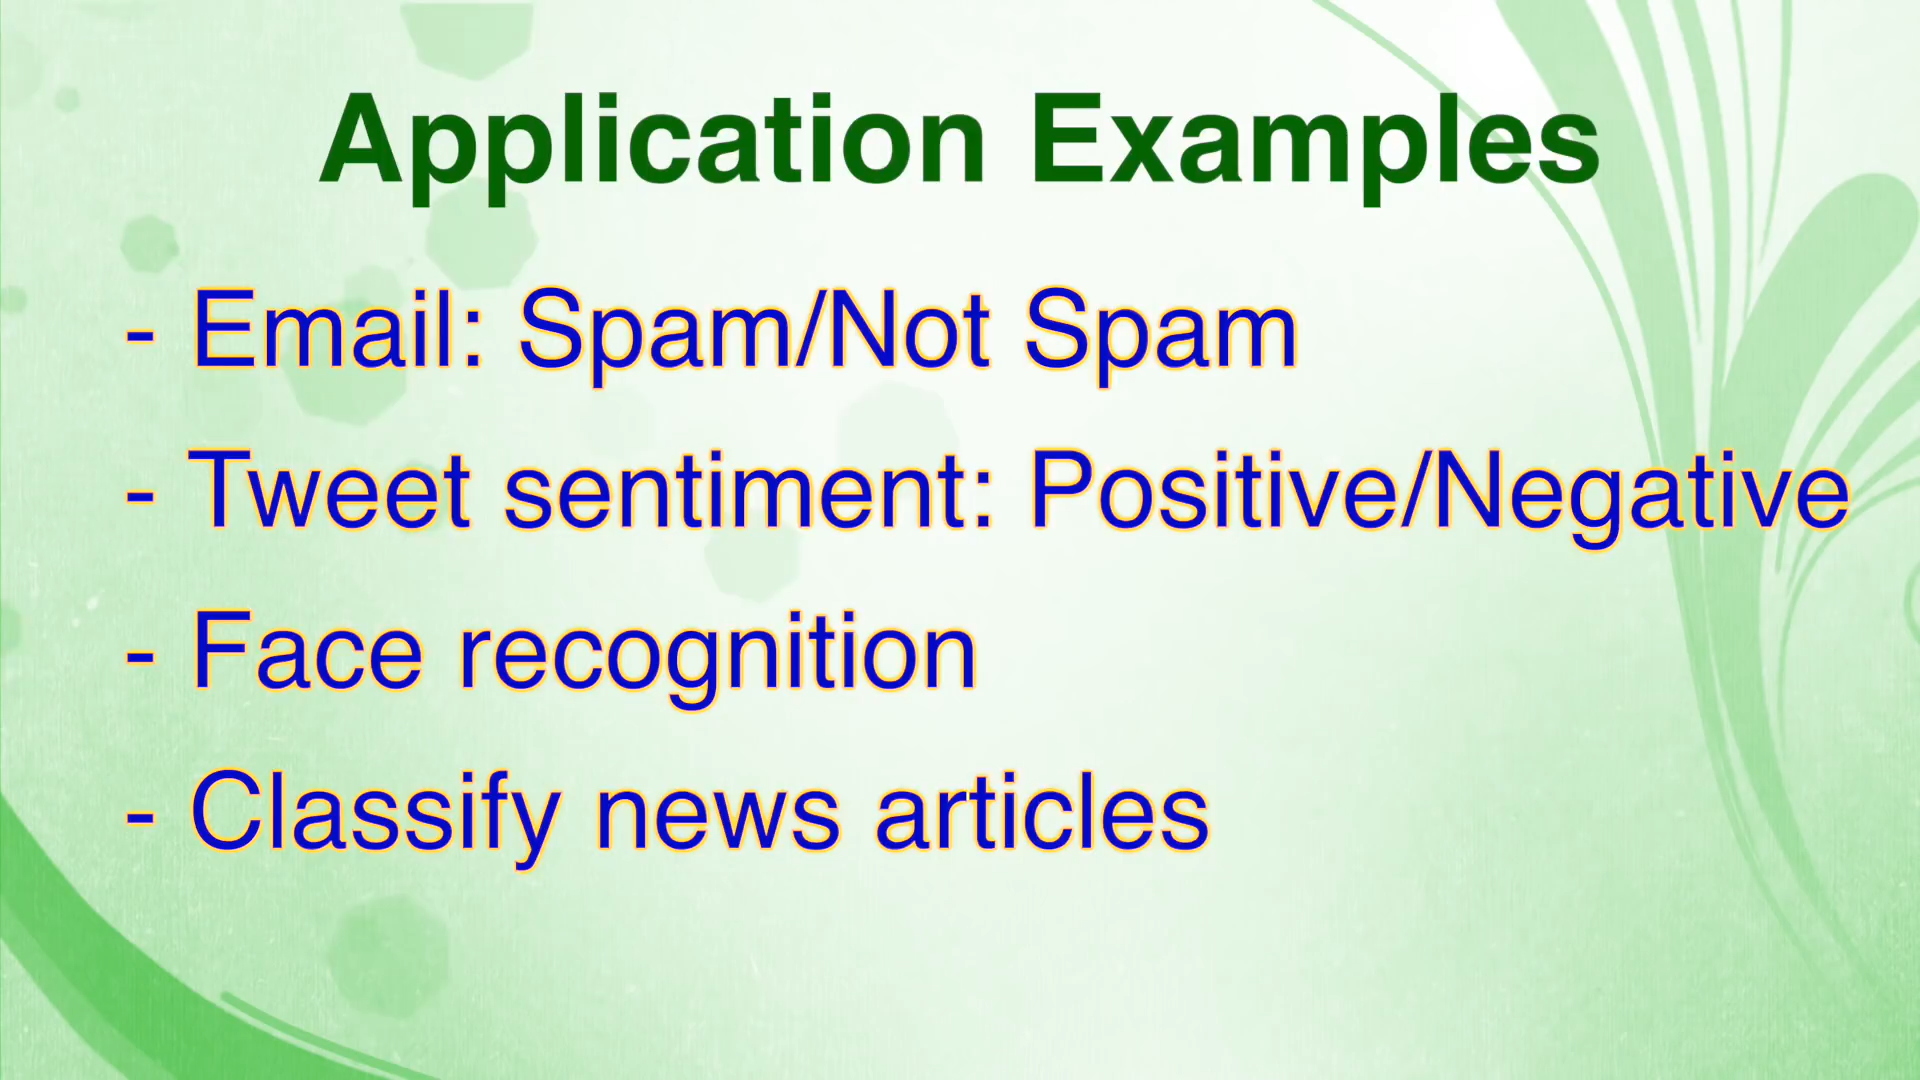 Application Examples
- Email: Spam/Not Spam
- Tweet sentiment: Positive/Negative
- Face recognition
- Classify news articles